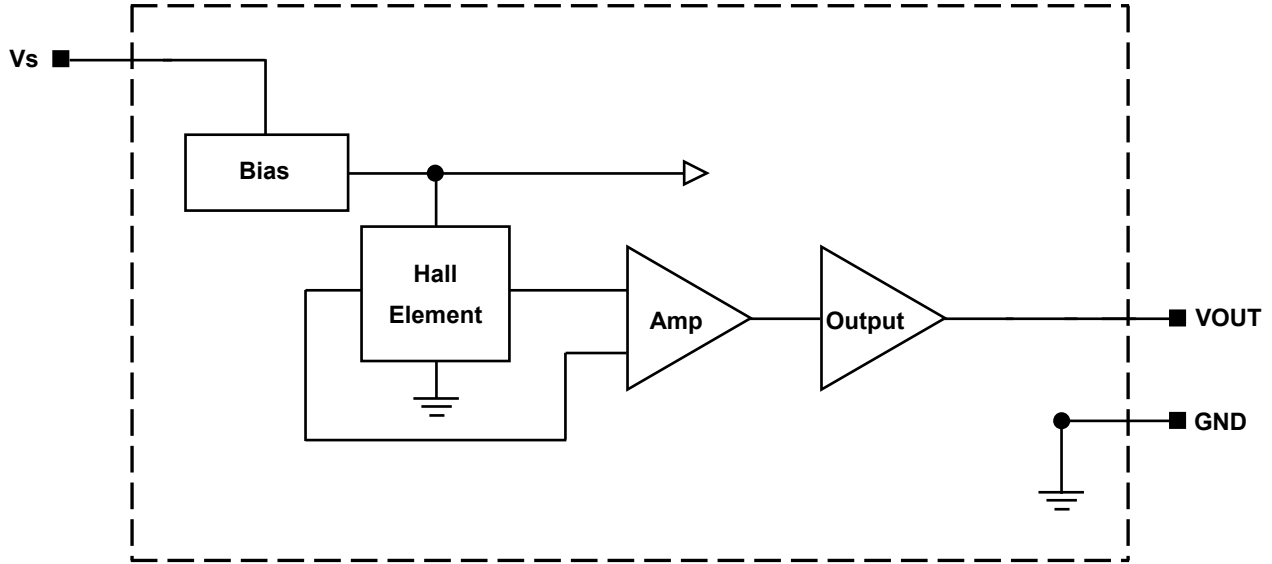 Vs
Bias
Hall
Element
Amp
Output
VOUT
GND